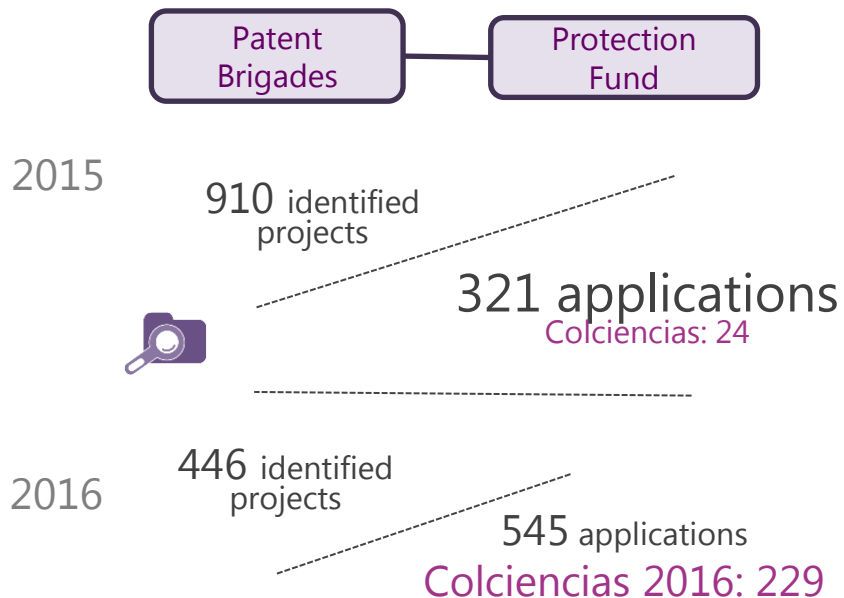 Patent
Brigades
Protection
Fund
2015
910 identified
projects
321 applications
Colciencias: 24
2016
446 identified
projects
545 applications
Colciencias 2016: 229